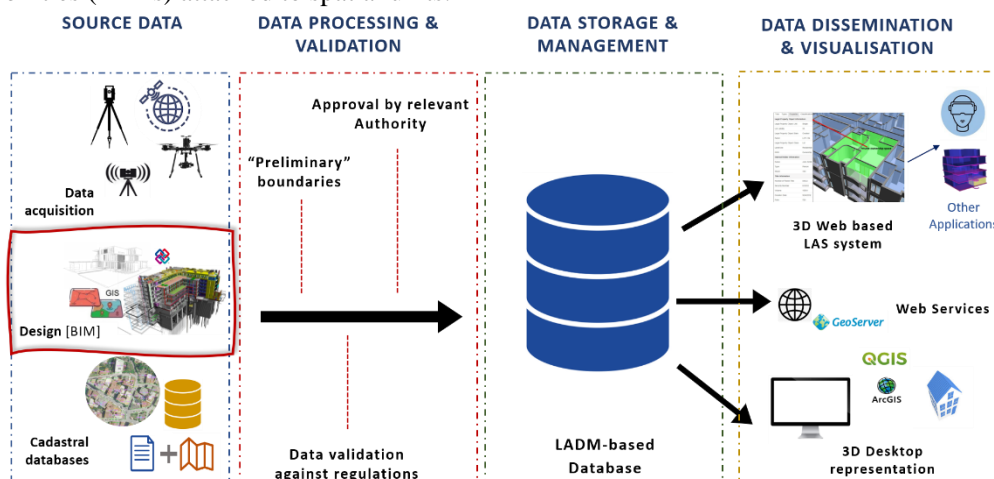 SOURCE DATA
DATA PROCESSING &
VALIDATION
DATA STORAGE &
MANAGEMENT
DATA DISSEMINATION
& VISUALISATION
Data
acquisition
GIS
Design [BIM]
Cadastral
databases
Approval by relevant
Authority
"Preliminary"
boundaries
Data validation
against regulations
LADM-based
Database
3D Web based
LAS system
Other
Applications
Web Services
GeoServer
QGIS
ArcGIS
3D Desktop
representation